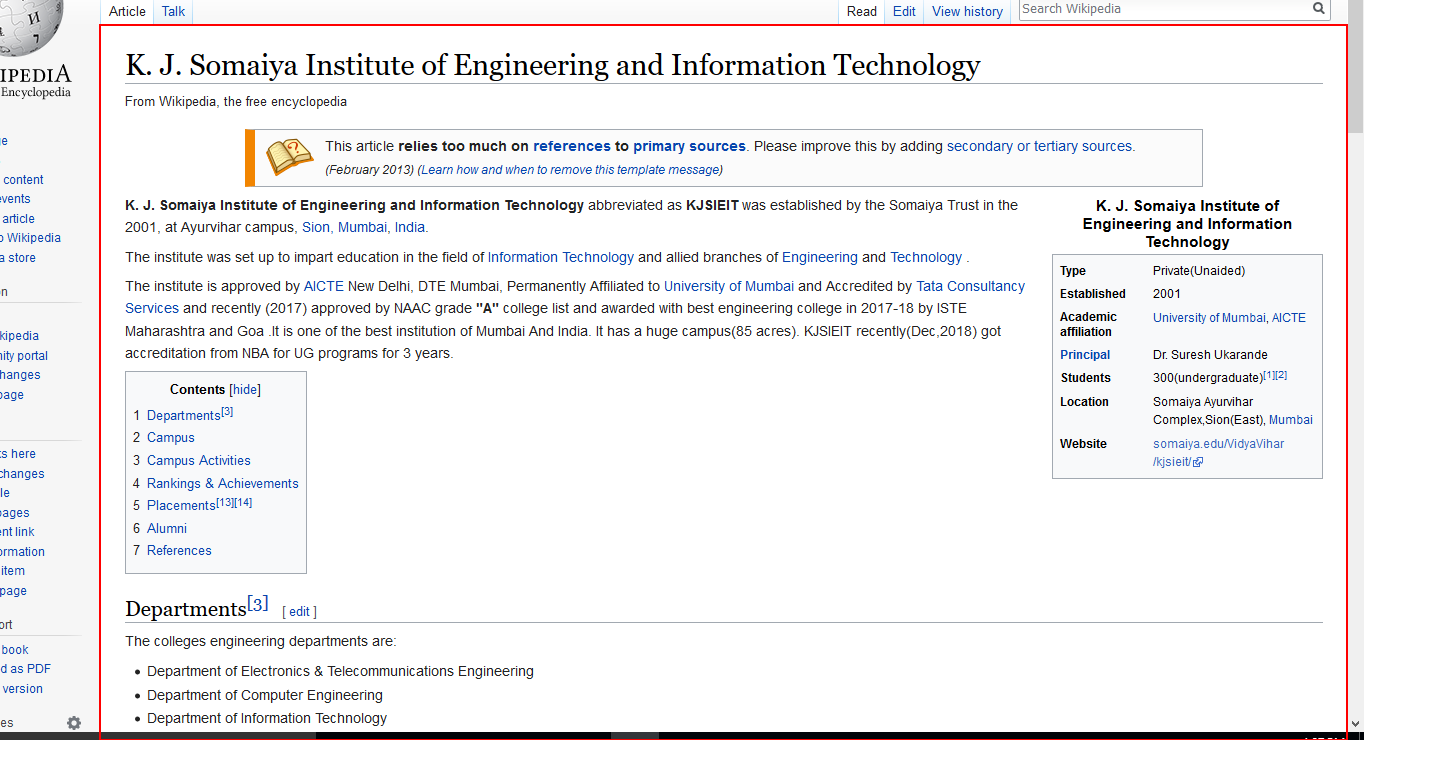 Article Talk Read Edit View history Search Wikipedia
IPEDIA
Encyclopedia
K. J. Somaiya Institute of Engineering and Information Technology
From Wikipedia, the free encyclopedia
This article relies too much on references to primary sources. Please improve this by adding secondary or tertiary sources.
(February 2013) (Learn how and when to remove this template message)
K. J. Somaiya Institute of Engineering and Information Technology abbreviated as KJSIEIT was established by the Somaiya Trust in the
2001, at Ayurvihar campus, Sion, Mumbai, India.
The institute was set up to impart education in the field of Information Technology and allied branches of Engineering and Technology .
The institute is approved by AICTE New Delhi, DTE Mumbai, Permanently Affiliated to University of Mumbai and Accredited by Tata Consultancy
Services and recently (2017) approved by NAAC grade "A" college list and awarded with best engineering college in 2017-18 by ISTE
Maharashtra and Goa .It is one of the best institution of Mumbai And India. It has a huge campus(85 acres). KJSIEIT recently(Dec,2018) got
accreditation from NBA for UG programs for 3 years.
K. J. Somaiya Institute of
Engineering and Information
Technology
Type Private(Unaided)
Established 2001
Academic
affiliation University of Mumbai, AICTE
Principal Dr. Suresh Ukarande
Students 300(undergraduate)[1][2]
Location Somaiya Ayurvihar
Complex,Sion(East), Mumbai
Website somaiya.edu/VidyaVihar
/kjsieit/
Contents [hide]
1 Departments[3]
2 Campus
3 Campus Activities
4 Rankings & Achievements
5 Placements[13][14]
6 Alumni
7 References
Departments[3] [ edit ]
The colleges engineering departments are:
• Department of Electronics & Telecommunications Engineering
• Department of Computer Engineering
• Department of Information Technology
ge
content
events
article
o Wikipedia
a store
on
kipedia
nity portal
changes
page
ks here
changes
le
pages
ent link
ormation
item
page
ort
book
d as PDF
version
es